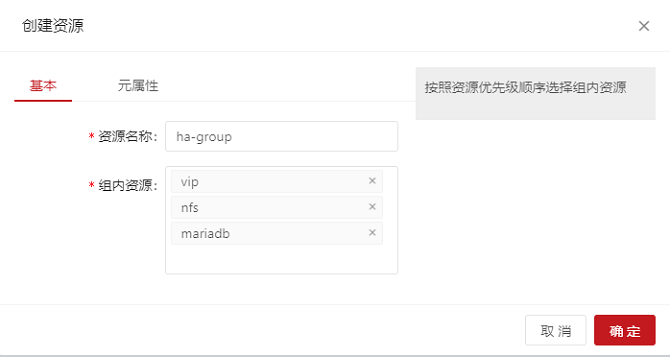 创建资源
基本 元属性
按照资源优先级顺序选择组内资源
* 资源名称: ha-group
* 组内资源: vip
nfs
mariadb
取 消 确 定